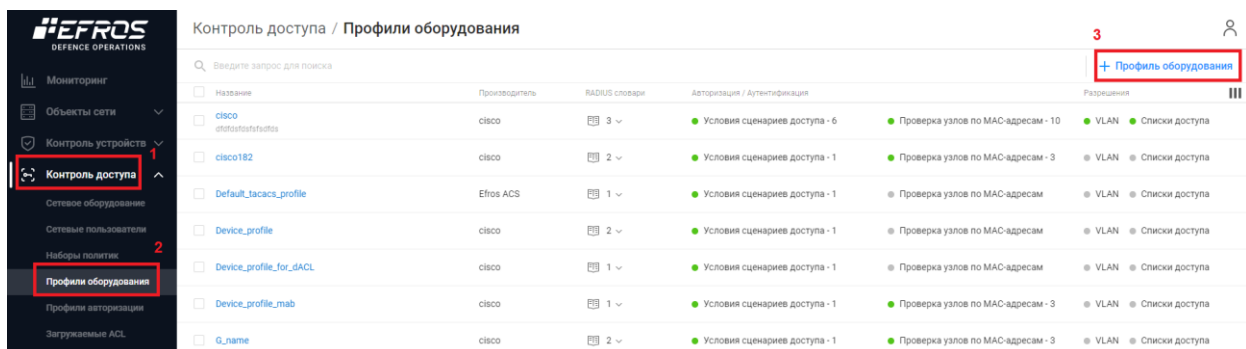 EFROS
DEFENCE OPERATIONS
Мониторинг
Объекты сети
Контроль устройств
1
Контроль доступа
Сетевое оборудование
Сетевые пользователи
Наборы политик
2
Профили оборудования
Профили авторизации
Загружаемые ACL
Контроль доступа / Профили оборудования
3
Введите запрос для поиска
+ Профиль оборудования
Название Производитель RADIUS словари Авторизация / Аутентификация Разрешения
cisco cisco 3 Условия сценариев доступа - 6 Проверка узлов по MAC-адресам - 10 VLAN Списки доступа
cisco182 cisco 2 Условия сценариев доступа - 1 Проверка узлов по MAC-адресам - 3 VLAN Списки доступа
Default_tacacs_profile Efros ACS 1 Условия сценариев доступа - 1 Проверка узлов по MAC-адресам VLAN Списки доступа
Device_profile cisco 2 Условия сценариев доступа - 1 Проверка узлов по MAC-адресам VLAN Списки доступа
Device_profile_for_dACL cisco 1 Условия сценариев доступа - 1 Проверка узлов по MAC-адресам VLAN Списки доступа
Device_profile_mab cisco 1 Условия сценариев доступа - 1 Проверка узлов по MAC-адресам - 3 VLAN Списки доступа
G_name cisco 2 Условия сценариев доступа - 1 Проверка узлов по MAC-адресам - 3 VLAN Списки доступа